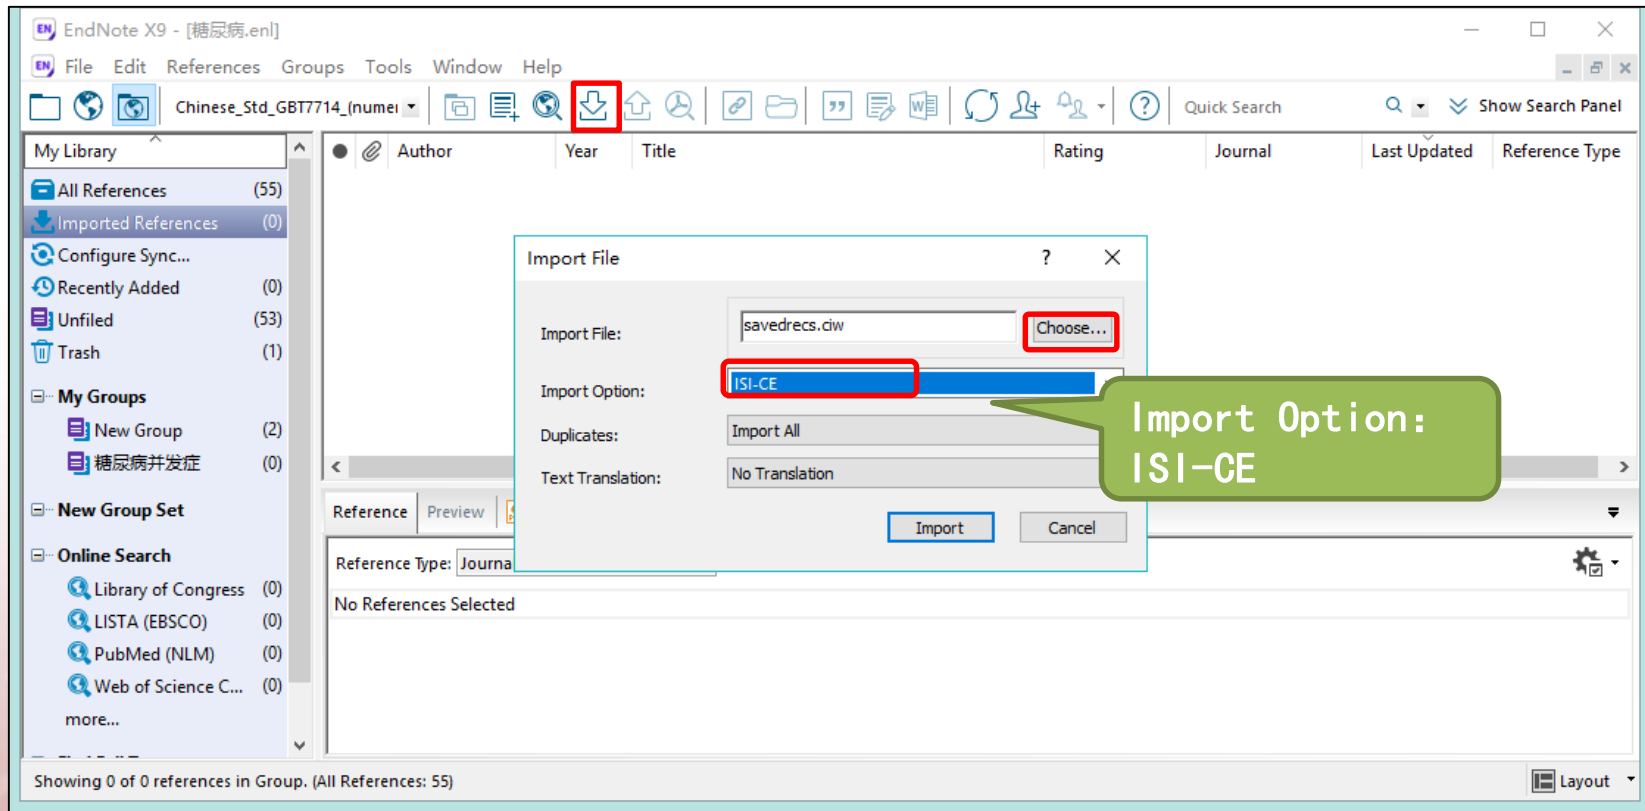 EndNote X9 - [糖尿病.enl]
File Edit References Groups Tools Window Help
Chinese_Std_GBT7714_(numer
Quick Search
Show Search Panel
My Library
Author Year Title Rating Journal Last Updated Reference Type
All References (55)
Imported References (0)
Configure Sync...
Recently Added (0)
Unfiled (53)
Trash (1)
My Groups
New Group (2)
糖尿病并发症 (0)
New Group Set
Online Search
Library of Congress (0)
LISTA (EBSCO) (0)
PubMed (NLM) (0)
Web of Science C... (0)
more...
Import File
Import File: savedrecs.ciw Choose...
Import Option: ISI-CE
Duplicates: Import All
Text Translation: No Translation
Import Cancel
Import Option:
ISI-CE
Reference Preview
Reference Type: Journa
No References Selected
Showing 0 of 0 references in Group. (All References: 55)
Layout